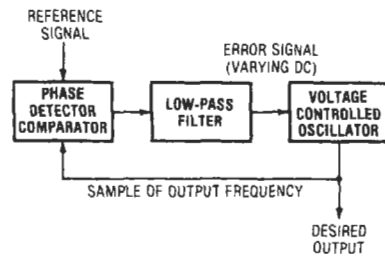 REFERENCE
SIGNAL
ERROR SIGNAL
(VARYING DC)
PHASE
DETECTOR
COMPARATOR
LOW-PASS
FILTER
VOLTAGE
CONTROLLED
OSCILLATOR
SAMPLE OF OUTPUT FREQUENCY
DESIRED
OUTPUT